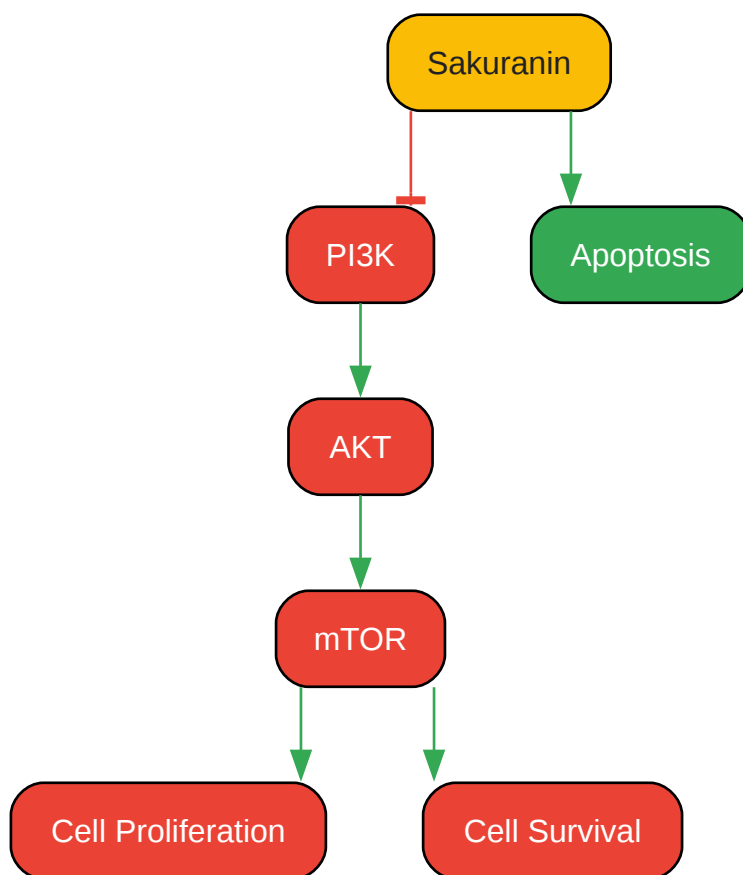 Sakuranin
PI3K
Apoptosis
AKT
mTOR
Cell Proliferation
Cell Survival